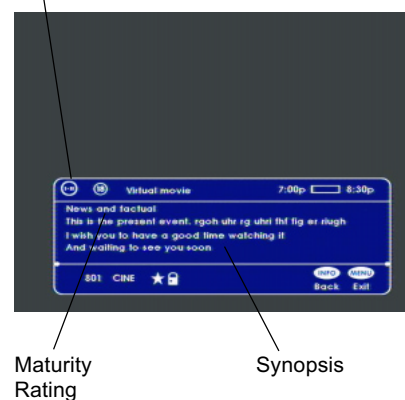 Virtual movie 7:00p 8:30p
News and factual
This is the present event. rgoh uhr rg uhri fhf fig er riugh
I wish you to have a good time watching it
And waiting to see you soon
801 CINE INFO MENU
Back Exit
Maturity Synopsis
Rating